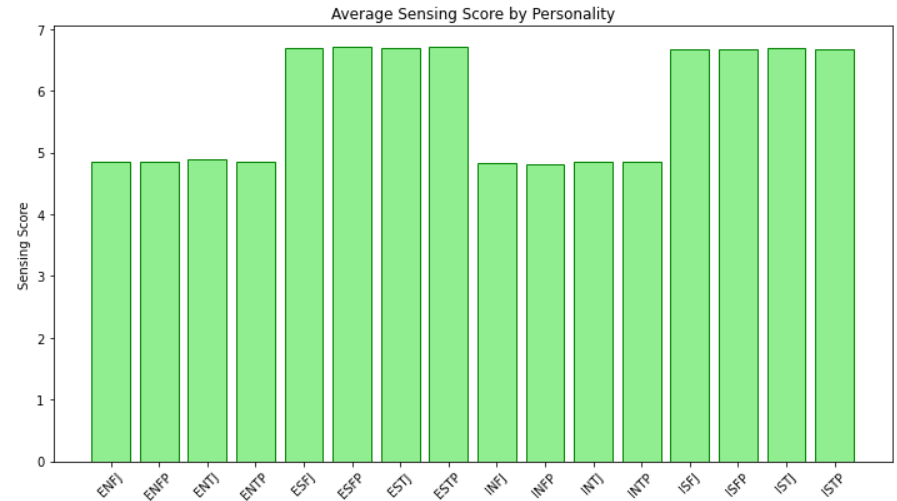 Average Sensing Score by Personality
Sensing Score
7
6
5
4
3
2
1
0
ENFJ
ENFP
ENTJ
ENTP
ESFJ
ESFP
ESTJ
ESTP
INFJ
INFP
INTJ
INTP
ISFJ
ISFP
ISTJ
ISTP